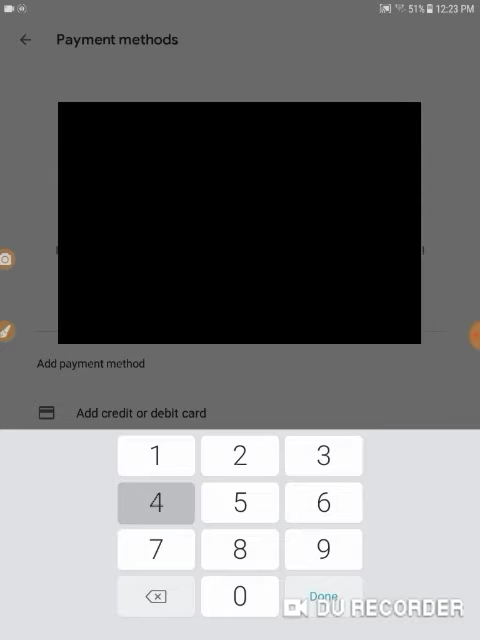 51% 12:23 PM
Payment methods
Add payment method
Add credit or debit card
1 2 3
4 5 6
7 8 9
0 Done
DU RECORDER